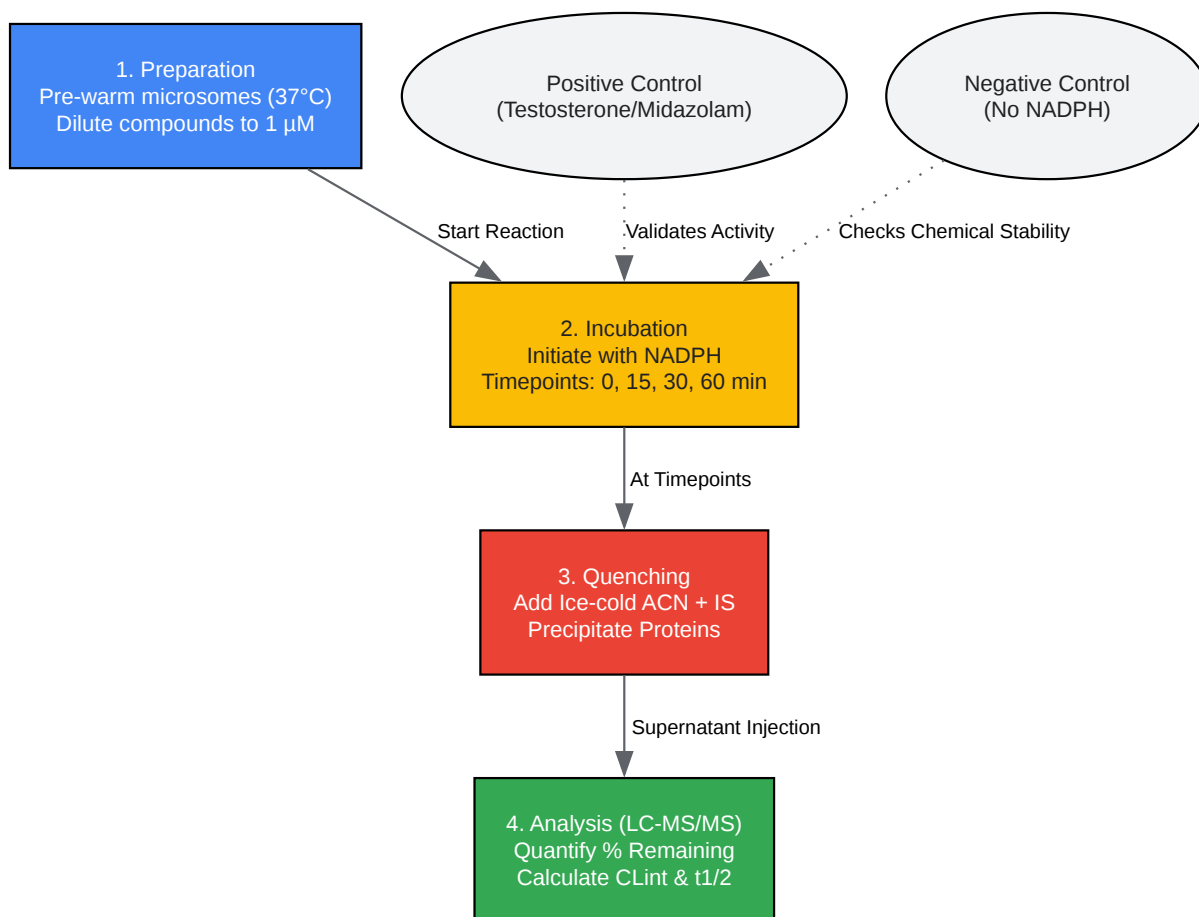 1. Preparation
Pre-warm microsomes (37°C)
Dilute compounds to 1 µM
Positive Control
(Testosterone/Midazolam)
Negative Control
(No NADPH)
Start Reaction
Validates Activity
Checks Chemical Stability
2. Incubation
Initiate with NADPH
Timepoints: 0, 15, 30, 60 min
At Timepoints
3. Quenching
Add Ice-cold ACN + IS
Precipitate Proteins
Supernatant Injection
4. Analysis (LC-MS/MS)
Quantify % Remaining
Calculate CLint & t1/2